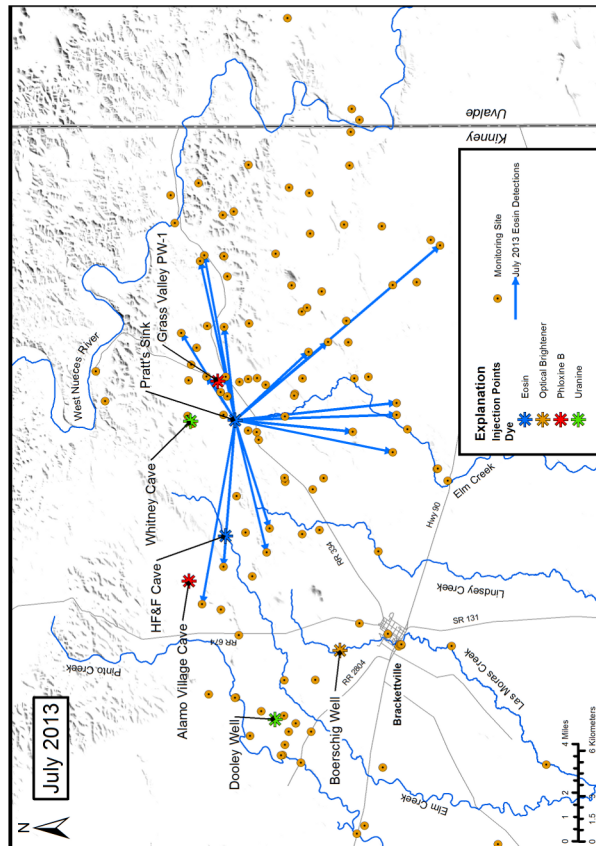 July 2013
N
West Nueces River
Pratt's Sink
Grass Valley PW-1
Whitney Cave
HF&F Cave
Alamo Village Cave
Pinto Creek
RR 674
Dooley Well
Boerschig Well
RR 2804
Brackettville
RR 334
SR 131
Hwy 90
Elm Creek
Lindsey Creek
Las Moras Creek
Elm Creek
Kinney
Uvalde
0 1 2 4 Miles
0 1.5 3 6 Kilometers
Explanation
Injection Points
Dye
Eosin
Optical Brightener
Phloxine B
Uranine
Monitoring Site
July 2013 Eosin Detections